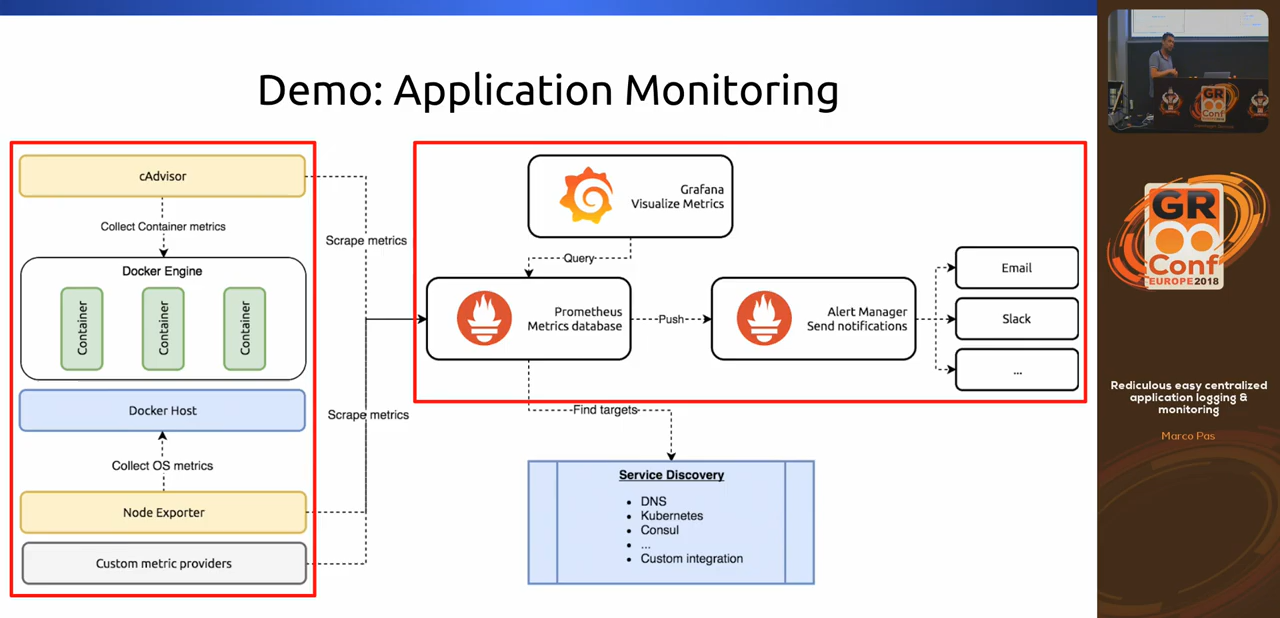 Demo: Application Monitoring
cAdvisor
Collect Container metrics
Docker Engine
Container
Container
Container
Docker Host
Collect OS metrics
Node Exporter
Custom metric providers
Scrape metrics
Scrape metrics
Grafana
Visualize Metrics
Query
Prometheus
Metrics database
Push
Alert Manager
Send notifications
Email
Slack
...
Find targets
Service Discovery
• DNS
• Kubernetes
• Consul
• ...
• Custom integration
GR
Conf
GR
Conf
EUROPE 2018
Rediculous easy centralized
application logging &
monitoring
Marco Pas